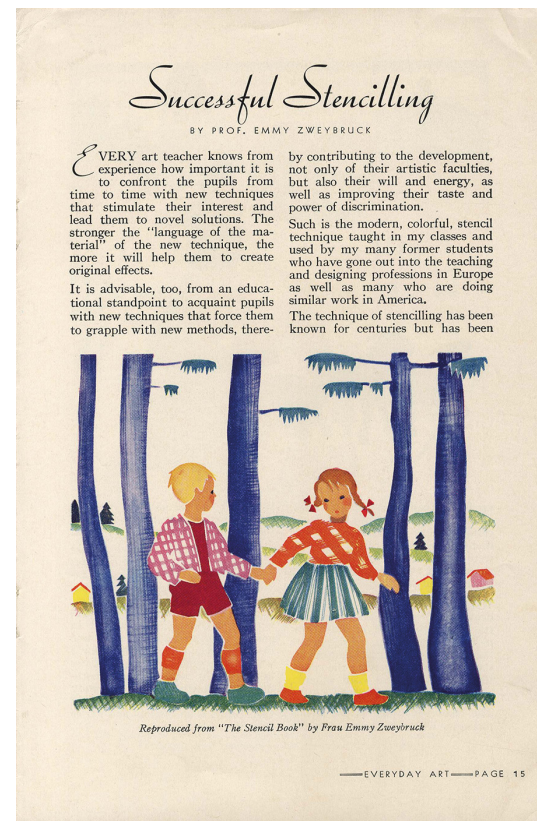 Successful Stencilling
BY PROF. EMMY ZWEYBRUCK
EVERY art teacher knows from
experience how important it is
to confront the pupils from
time to time with new techniques
that stimulate their interest and
lead them to novel solutions. The
stronger the "language of the ma-
terial" of the new technique, the
more it will help them to create
original effects.
It is advisable, too, from an educa-
tional standpoint to acquaint pupils
with new techniques that force them
to grapple with new methods, there-
by contributing to the development,
not only of their artistic faculties,
but also their will and energy, as
well as improving their taste and
power of discrimination.
Such is the modern, colorful, stencil
technique taught in my classes and
used by my many former students
who have gone out into the teaching
and designing professions in Europe
as well as many who are doing
similar work in America.
The technique of stencilling has been
known for centuries but has been
Reproduced from "The Stencil Book" by Frau Emmy Zweybruck
EVERYDAY ART—PAGE 15